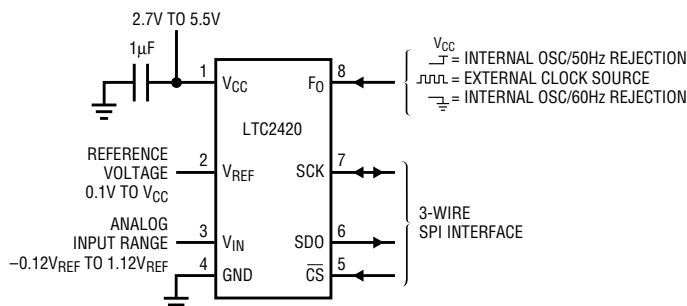 2.7V TO 5.5V
1µF
1
VCC
FO
8
VCC
= INTERNAL OSC/50Hz REJECTION
= EXTERNAL CLOCK SOURCE
= INTERNAL OSC/60Hz REJECTION
LTC2420
REFERENCE
VOLTAGE
0.1V TO VCC
2
VREF
SCK
7
3-WIRE
SPI INTERFACE
ANALOG
INPUT RANGE
–0.12VREF TO 1.12VREF
3
VIN
SDO
6
4
GND
CS
5